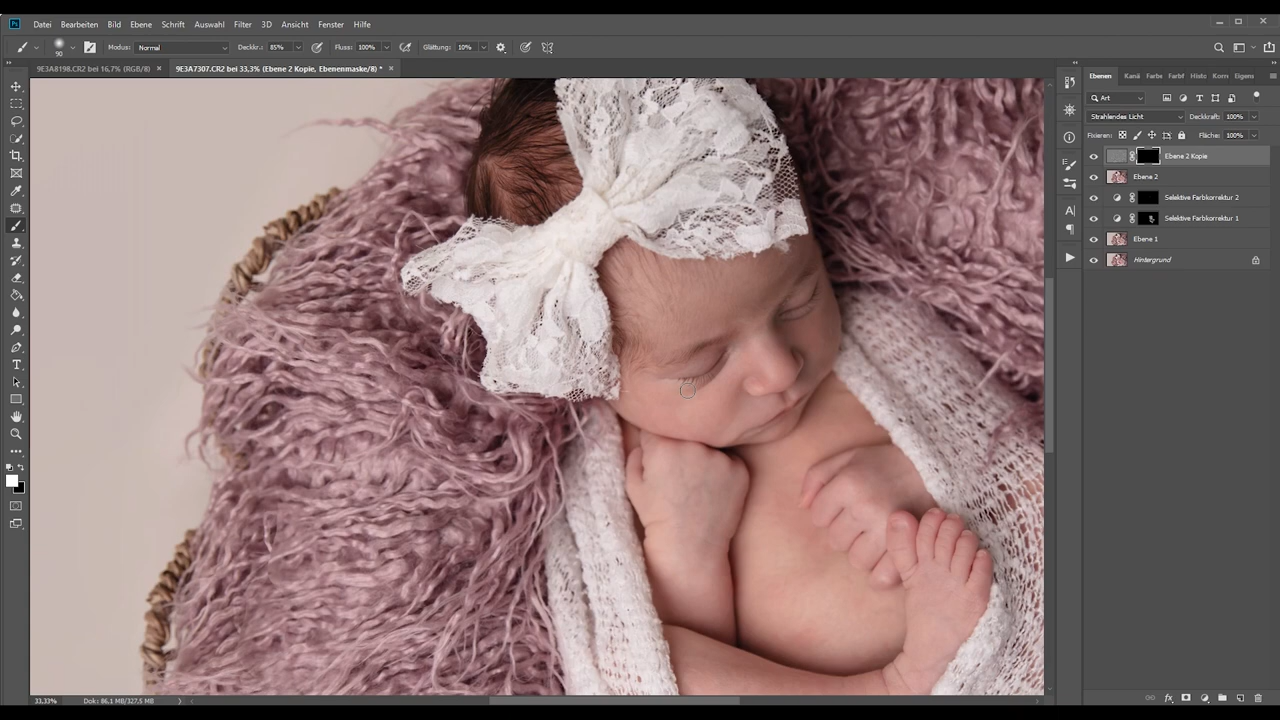 Ps Datei Bearbeiten Bild Ebene Schrift Auswahl Filter 3D Ansicht Fenster Hilfe
90 Modus: Normal Deckkr.: 85% Fluss: 100% Glättung: 10%
9E3A8198.CR2 bei 16,7% (RGB/8) × 9E3A7307.CR2 bei 33,3% (Ebene 2 Kopie, Ebenenmaske/8) * ×
Ebenen Kanä Farbe Farbf Histo Korn Eigens
Art
Strahlendes Licht Deckkraft: 100%
Fixieren: Fläche: 100%
Ebene 2 Kopie
Ebene 2
Selektive Farbkorrektur 2
Selektive Farbkorrektur 1
Ebene 1
Hintergrund
33,33% Dok: 86,1 MB/327,5 MB